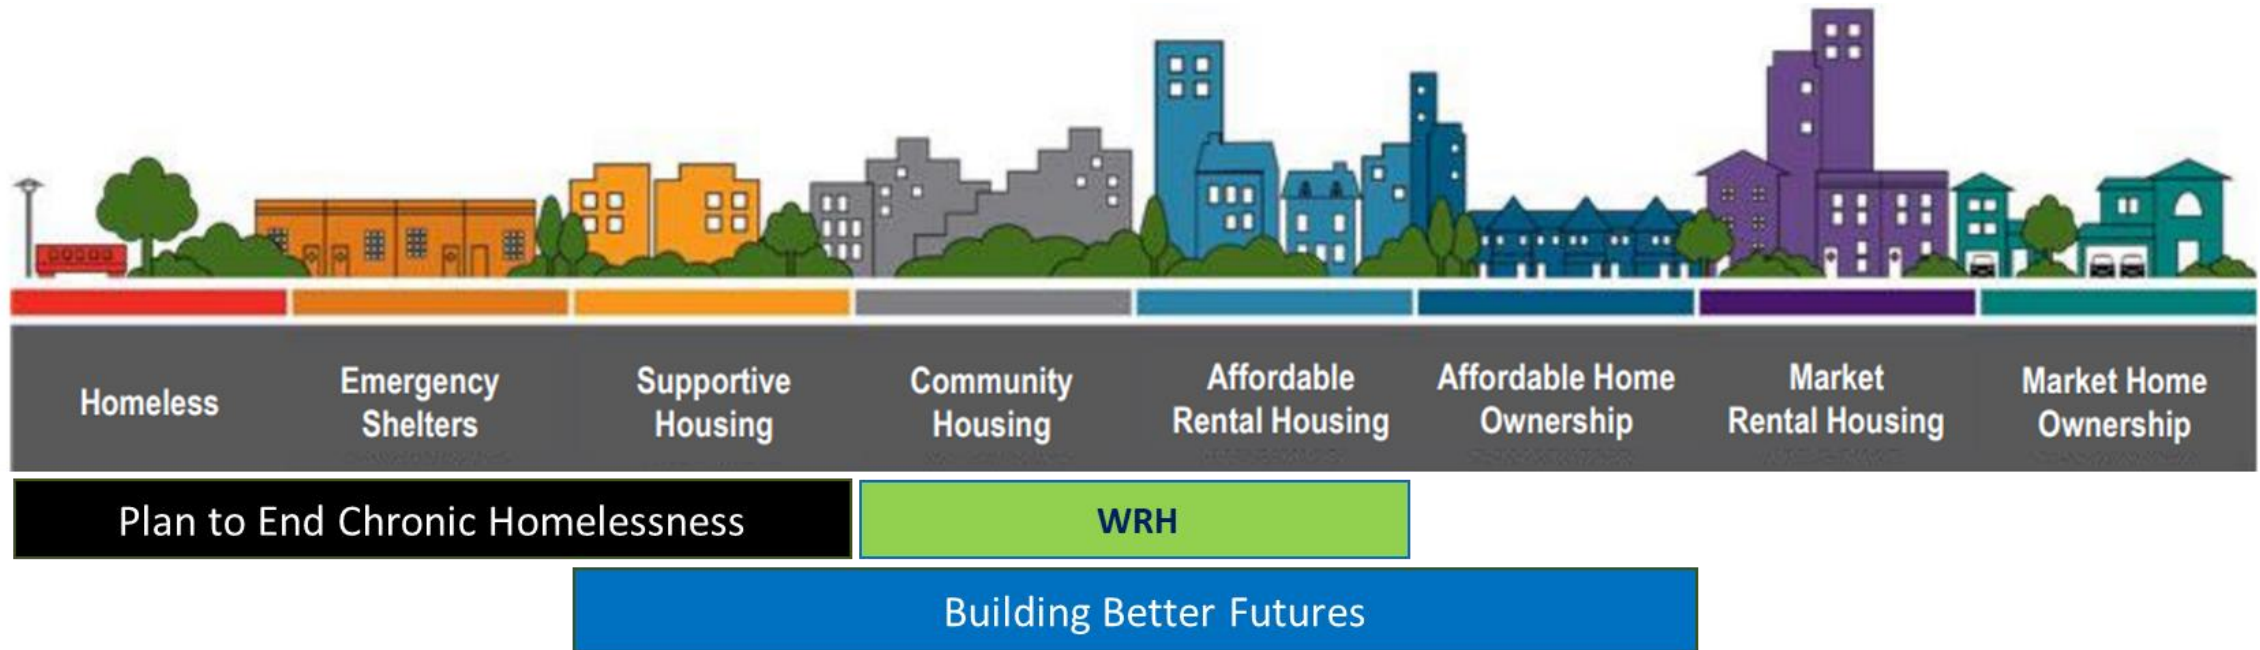 Homeless
Emergency
Shelters
Supportive
Housing
Community
Housing
Affordable
Rental Housing
Affordable Home
Ownership
Market
Rental Housing
Market Home
Ownership
Plan to End Chronic Homelessness
WRH
Building Better Futures